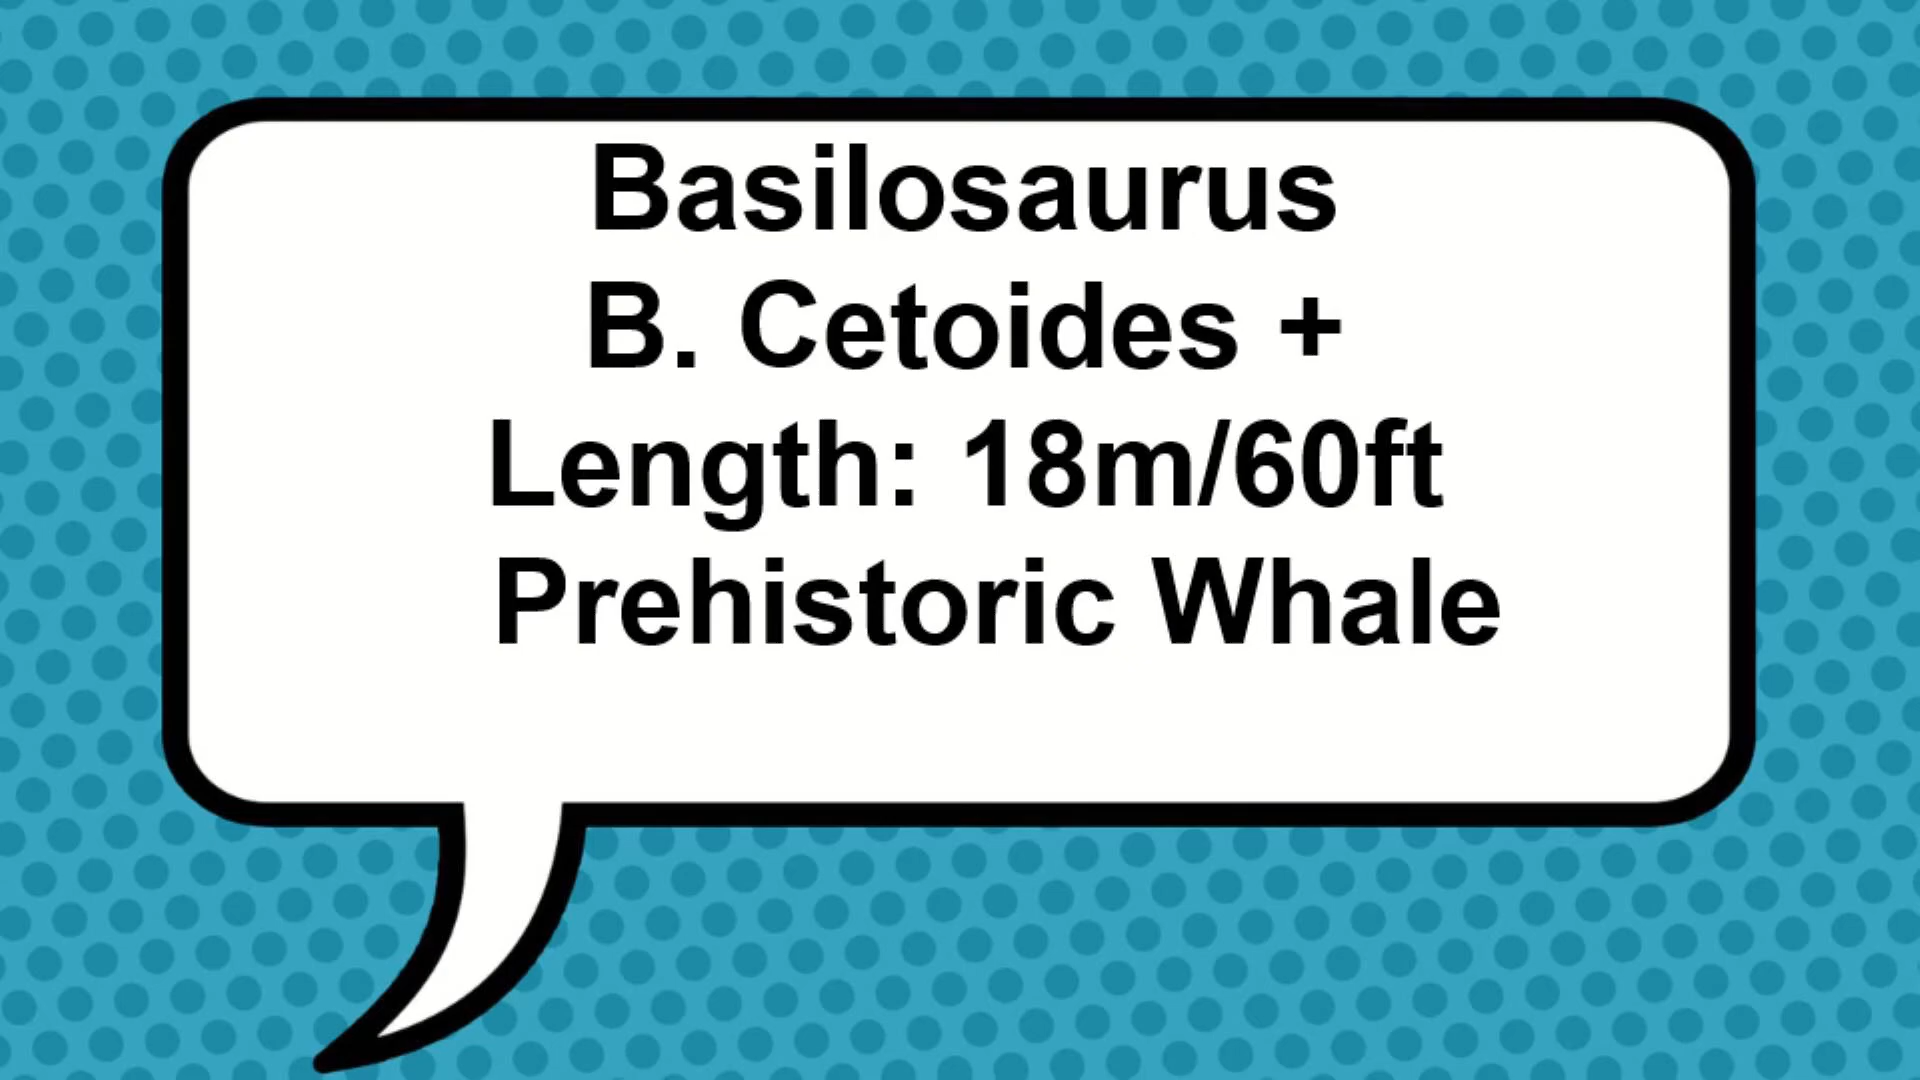 Basilosaurus
B. Cetoides +
Length: 18m/60ft
Prehistoric Whale